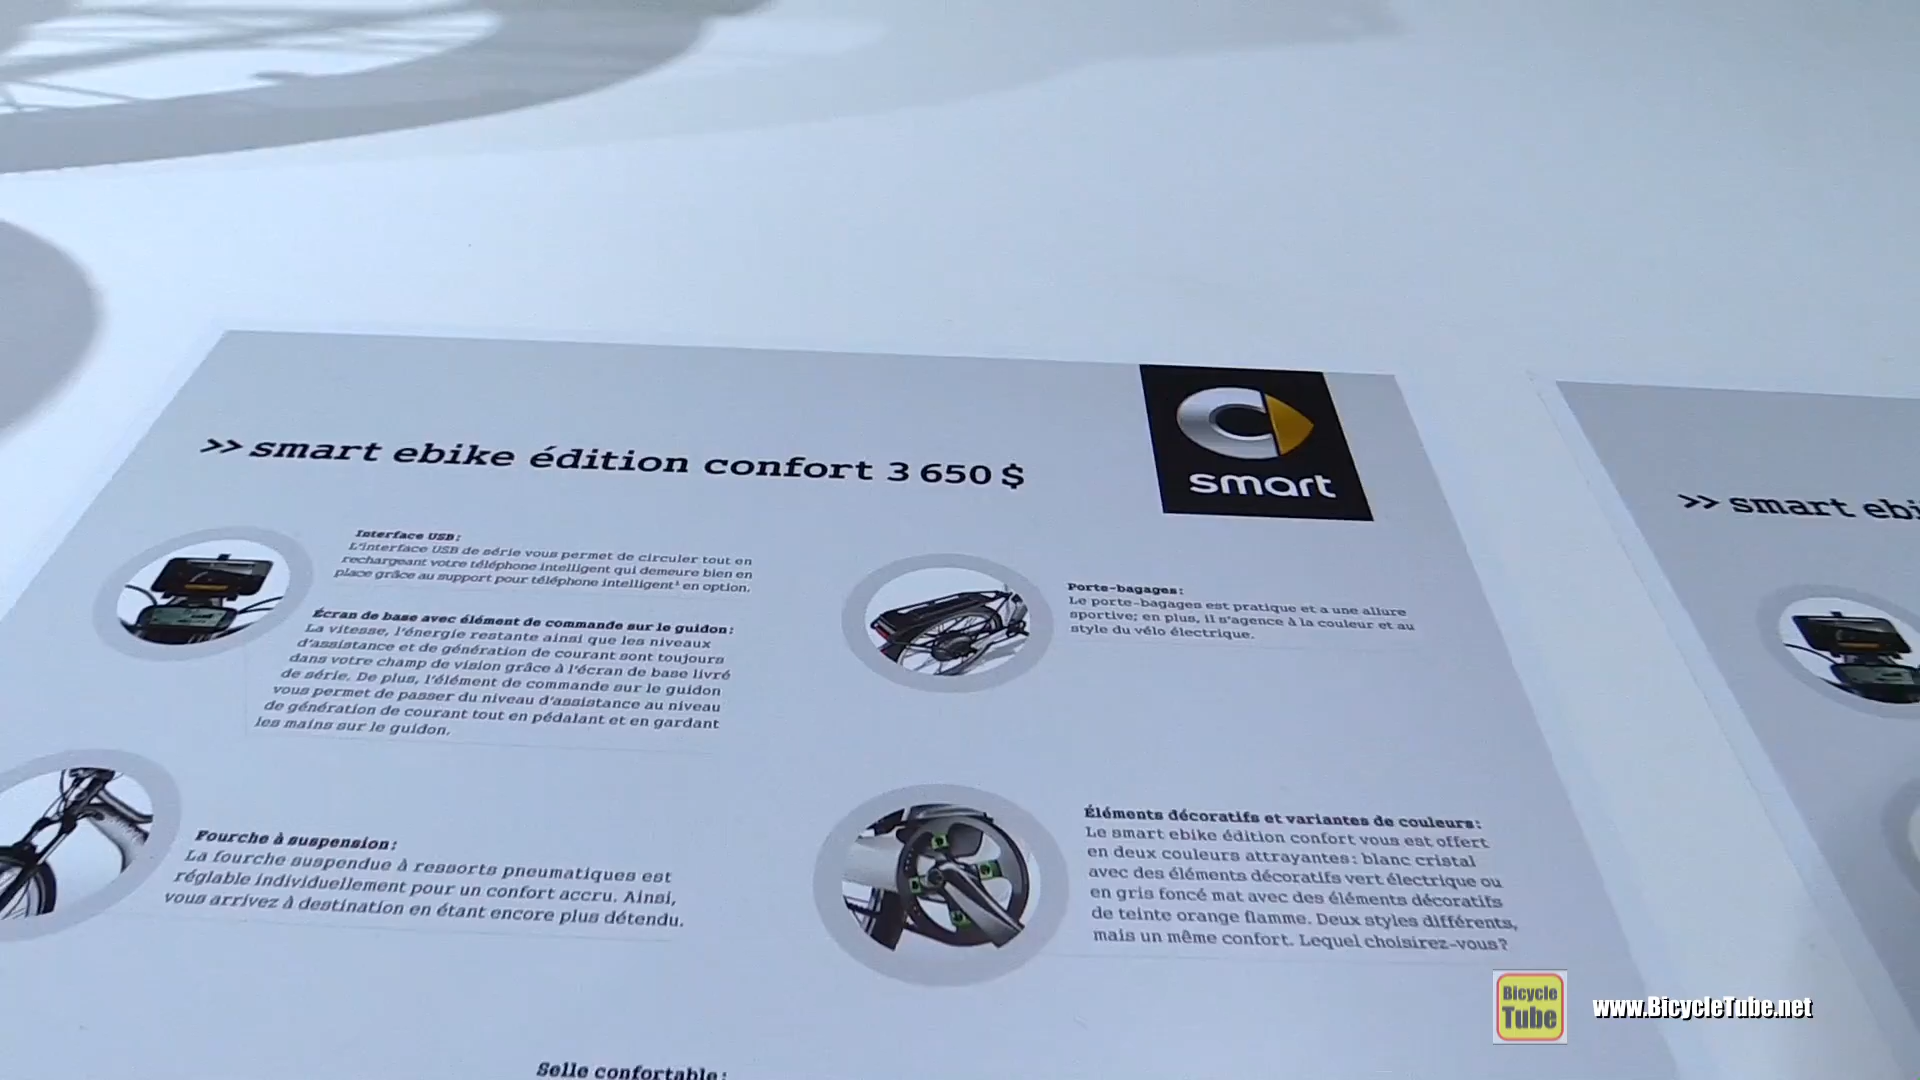 >> smart ebike édition confort 3 650 $
smart
Interface USB:
L'interface USB de série vous permet de circuler tout en
rechargeant votre téléphone intelligent qui demeure bien en
place grâce au support pour téléphone intelligent¹ en option.
Écran de base avec élément de commande sur le guidon:
La vitesse, l'énergie restante ainsi que les niveaux
d'assistance et de génération de courant sont toujours
dans votre champ de vision grâce à l'écran de base livré
de série. De plus, l'élément de commande sur le guidon
vous permet de passer du niveau d'assistance au niveau
de génération de courant tout en pédalant et en gardant
les mains sur le guidon.
Fourche à suspension:
La fourche suspendue à ressorts pneumatiques est
réglable individuellement pour un confort accru. Ainsi,
vous arrivez à destination en étant encore plus détendu.
Porte-bagages:
Le porte-bagages est pratique et a une allure
sportive; en plus, il s'agence à la couleur et au
style du vélo électrique.
Éléments décoratifs et variantes de couleurs:
Le smart ebike édition confort vous est offert
en deux couleurs attrayantes: blanc cristal
avec des éléments décoratifs vert électrique ou
en gris foncé mat avec des éléments décoratifs
de teinte orange flamme. Deux styles différents,
mais un même confort. Lequel choisirez-vous?
Selle confortable:
>> smart ebi
Bicycle
Tube
www.BicycleTube.net